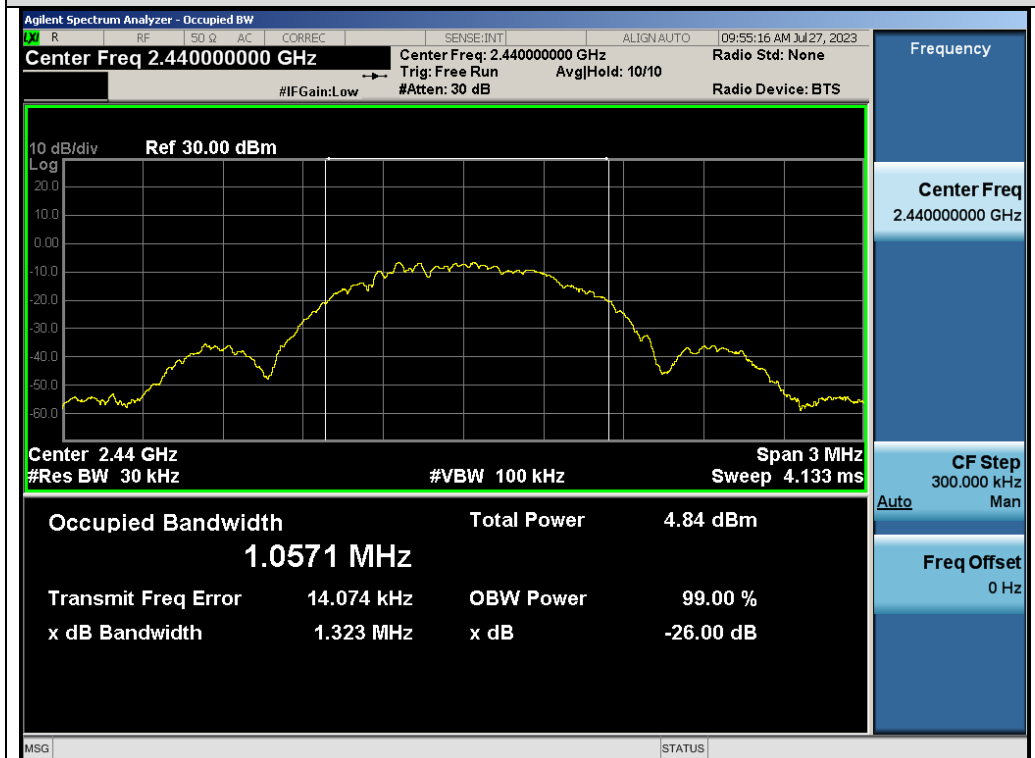 Agilent Spectrum Analyzer - Occupied BW
LXI R RF 50 Ω AC CORREC SENSE:INT ALIGN AUTO 09:55:16 AM Jul 27, 2023
Center Freq 2.440000000 GHz
Center Freq: 2.440000000 GHz
Radio Std: None
Trig: Free Run Avg|Hold: 10/10
#IFGain:Low
#Atten: 30 dB
Radio Device: BTS
10 dB/div Ref 30.00 dBm
Log
20.0
10.0
0.00
-10.0
-20.0
-30.0
-40.0
-50.0
-60.0
Center 2.44 GHz Span 3 MHz
#Res BW 30 kHz #VBW 100 kHz Sweep 4.133 ms
Occupied Bandwidth Total Power 4.84 dBm
1.0571 MHz
Transmit Freq Error 14.074 kHz OBW Power 99.00 %
x dB Bandwidth 1.323 MHz x dB -26.00 dB
MSG STATUS
Frequency
Center Freq
2.440000000 GHz
CF Step
300.000 kHz
Auto Man
Freq Offset
0 Hz